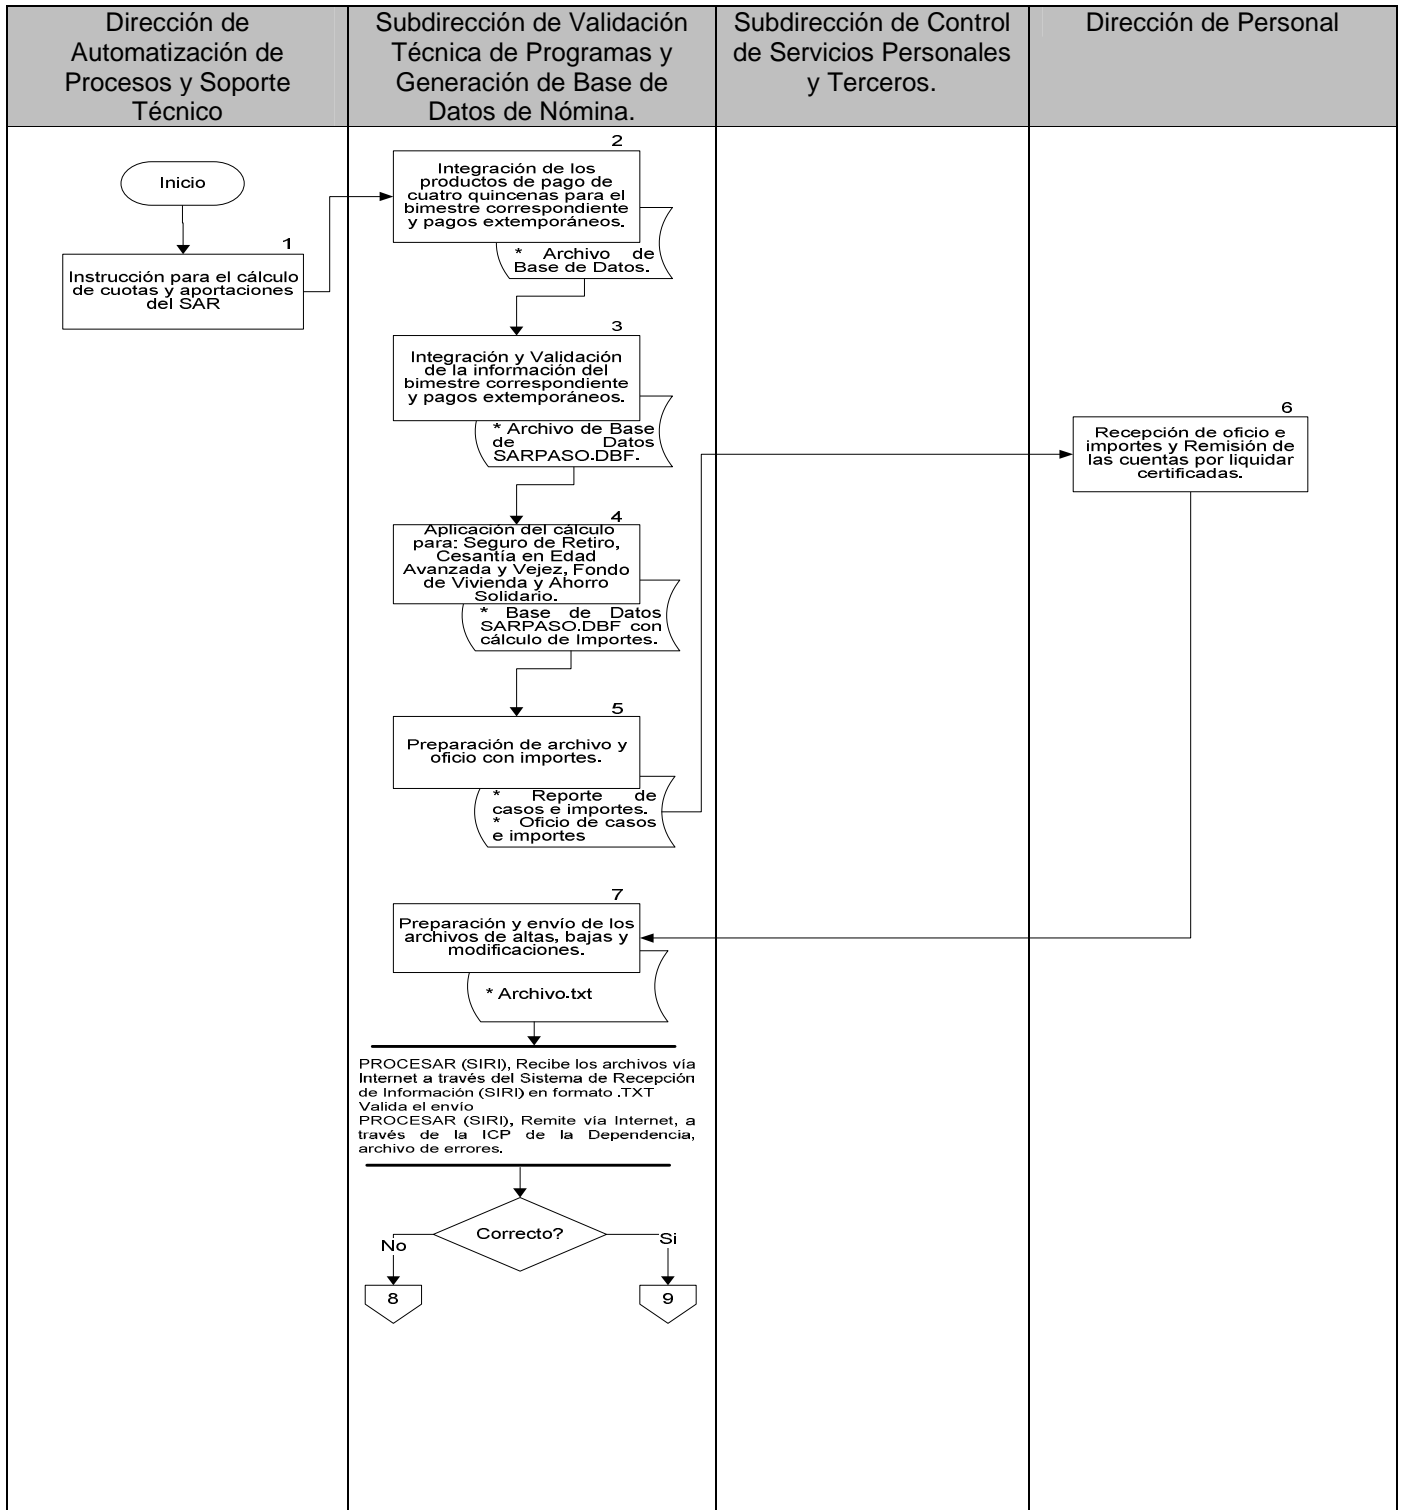 Dirección de
Automatización de
Procesos y Soporte
Técnico
Subdirección de Validación
Técnica de Programas y
Generación de Base de
Datos de Nómina.
Subdirección de Control
de Servicios Personales
y Terceros.
Dirección de Personal
Inicio
1
Instrucción para el cálculo
de cuotas y aportaciones
del SAR
2
Integración de los
productos de pago de
cuatro quincenas para el
bimestre correspondiente
y pagos extemporáneos.
* Archivo de
Base de Datos.
3
Integración y Validación
de la información del
bimestre correspondiente
y pagos extemporáneos.
* Archivo de Base
de Datos
SARPASO.DBF.
4
Aplicación del cálculo
para: Seguro de Retiro,
Cesantía en Edad
Avanzada y Vejez, Fondo
de Vivienda y Ahorro
Solidario.
* Base de Datos
SARPASO.DBF con
cálculo de Importes.
5
Preparación de archivo y
oficio con importes.
* Reporte de
casos e importes.
* Oficio de casos
e importes
6
Recepción de oficio e
importes y Remisión de
las cuentas por liquidar
certificadas.
7
Preparación y envío de los
archivos de altas, bajas y
modificaciones.
* Archivo.txt
PROCESAR (SIRI), Recibe los archivos vía
Internet a través del Sistema de Recepción
de Información (SIRI) en formato .TXT
Valida el envío
PROCESAR (SIRI), Remite vía Internet, a
través de la ICP de la Dependencia,
archivo de errores.
Correcto?
No
Si
8
9